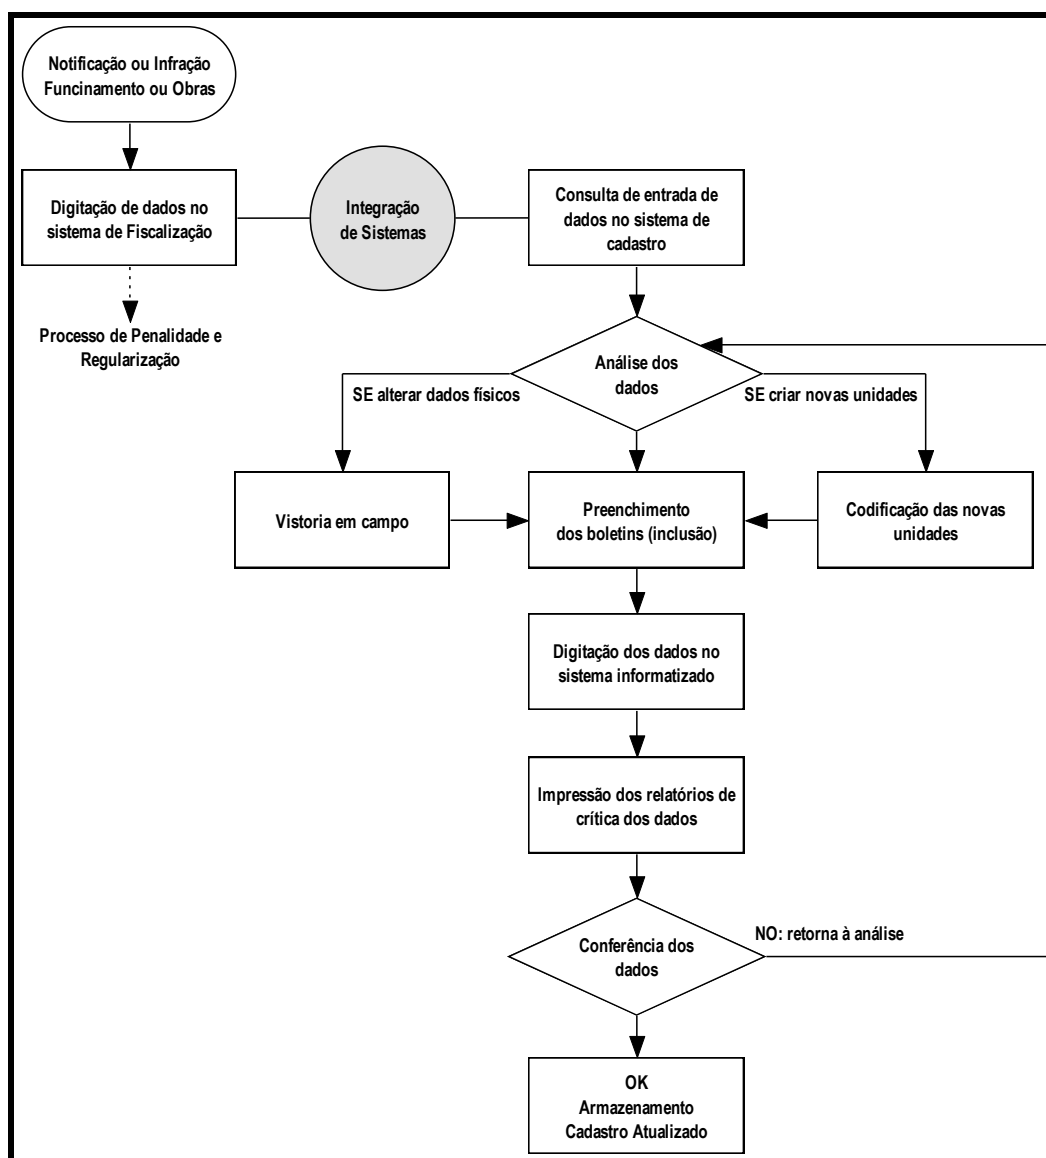 Notificação ou Infração
Funcinamento ou Obras
Digitação de dados no
sistema de Fiscalização
Integração
de Sistemas
Consulta de entrada de
dados no sistema de
cadastro
Processo de Penalidade e
Regularização
Análise dos
dados
SE alterar dados físicos
SE criar novas unidades
Vistoria em campo
Preenchimento
dos boletins (inclusão)
Codificação das novas
unidades
Digitação dos dados no
sistema informatizado
Impressão dos relatórios de
crítica dos dados
Conferência dos
dados
NO: retorna à análise
OK
Armazenamento
Cadastro Atualizado